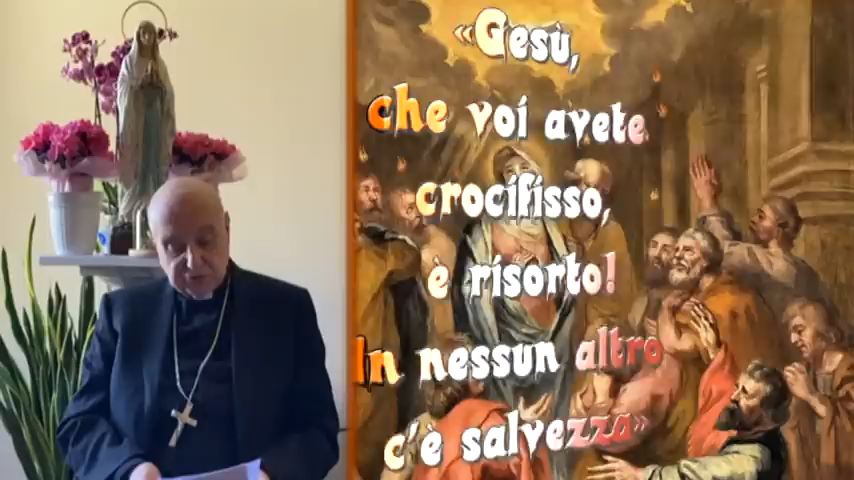 «Gesù,
che voi avete
crocifisso,
è risorto!
In nessun altro
c'è salvezza»